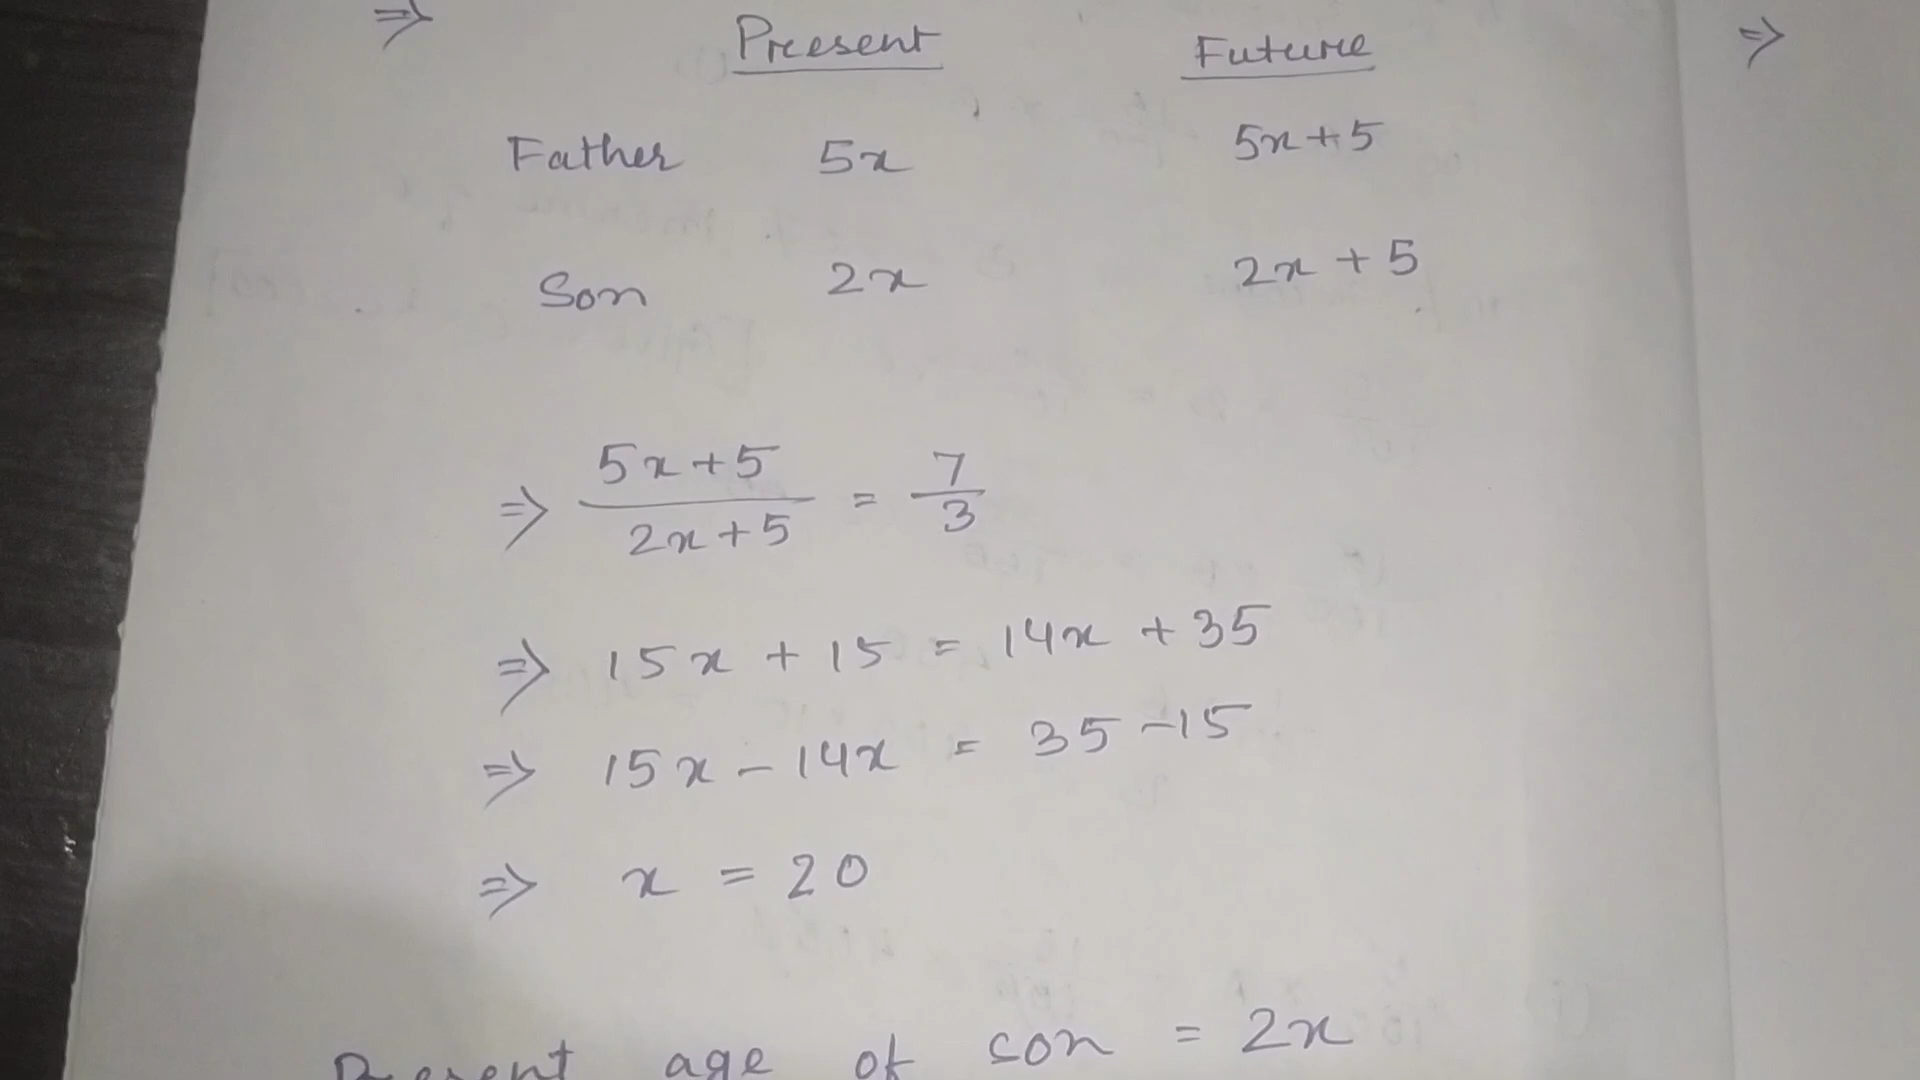 ⇒ Present Future ⇒
Father 5x 5x+5
Son 2x 2x + 5
⇒ (5x+5)/(2x+5) = 7/3
⇒ 15x + 15 = 14x + 35
⇒ 15x - 14x = 35 - 15
⇒ x = 20
Present age of son = 2x